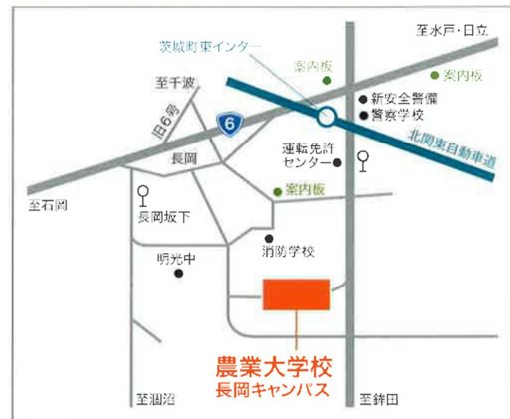 至水戸・日立
茨城町東インター
案内板
案内板
至千波
新安全警備
旧6号
6
警察学校
北関東自動車道
運転免許
センター
長岡
案内板
至石岡
長岡坂下
消防学校
明光中
農業大学校
長岡キャンパス
至涸沼
至鉾田